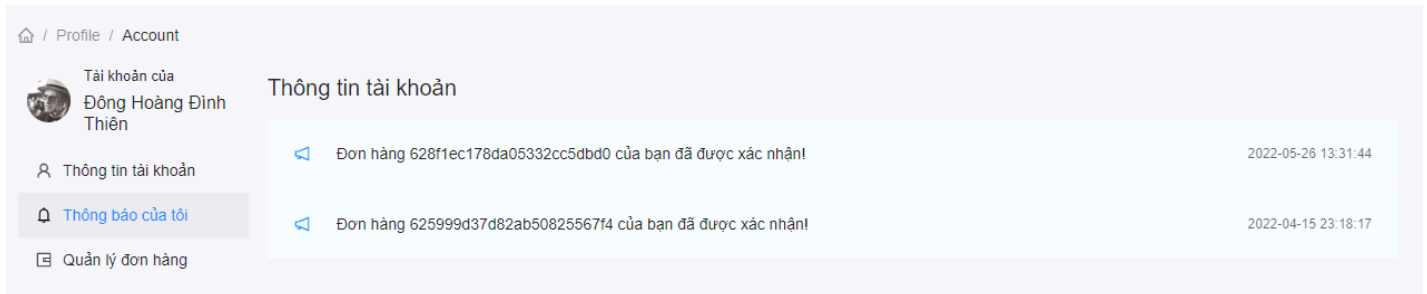 / Profile / Account
Tài khoản của
Đông Hoàng Đình
Thiên
Thông tin tài khoản
Thông báo của tôi
Quản lý đơn hàng
Thông tin tài khoản
Đơn hàng 628f1ec178da05332cc5dbd0 của bạn đã được xác nhận! 2022-05-26 13:31:44
Đơn hàng 625999d37d82ab50825567f4 của bạn đã được xác nhận! 2022-04-15 23:18:17